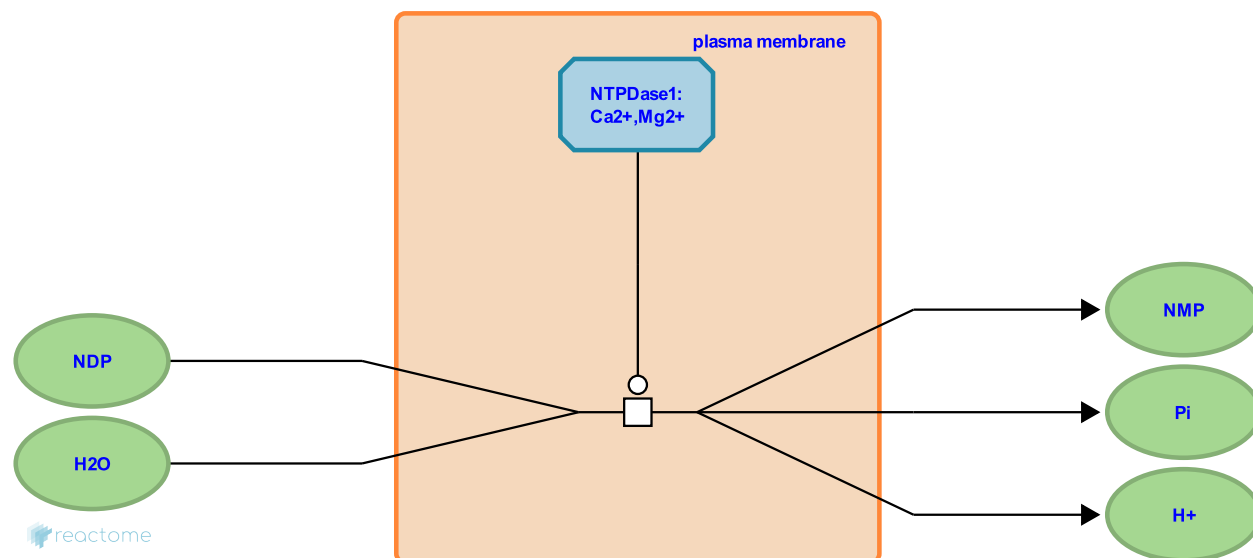 plasma membrane
NTPDase1:
Ca2+,Mg2+
NDP
H2O
NMP
Pi
H+
reactome